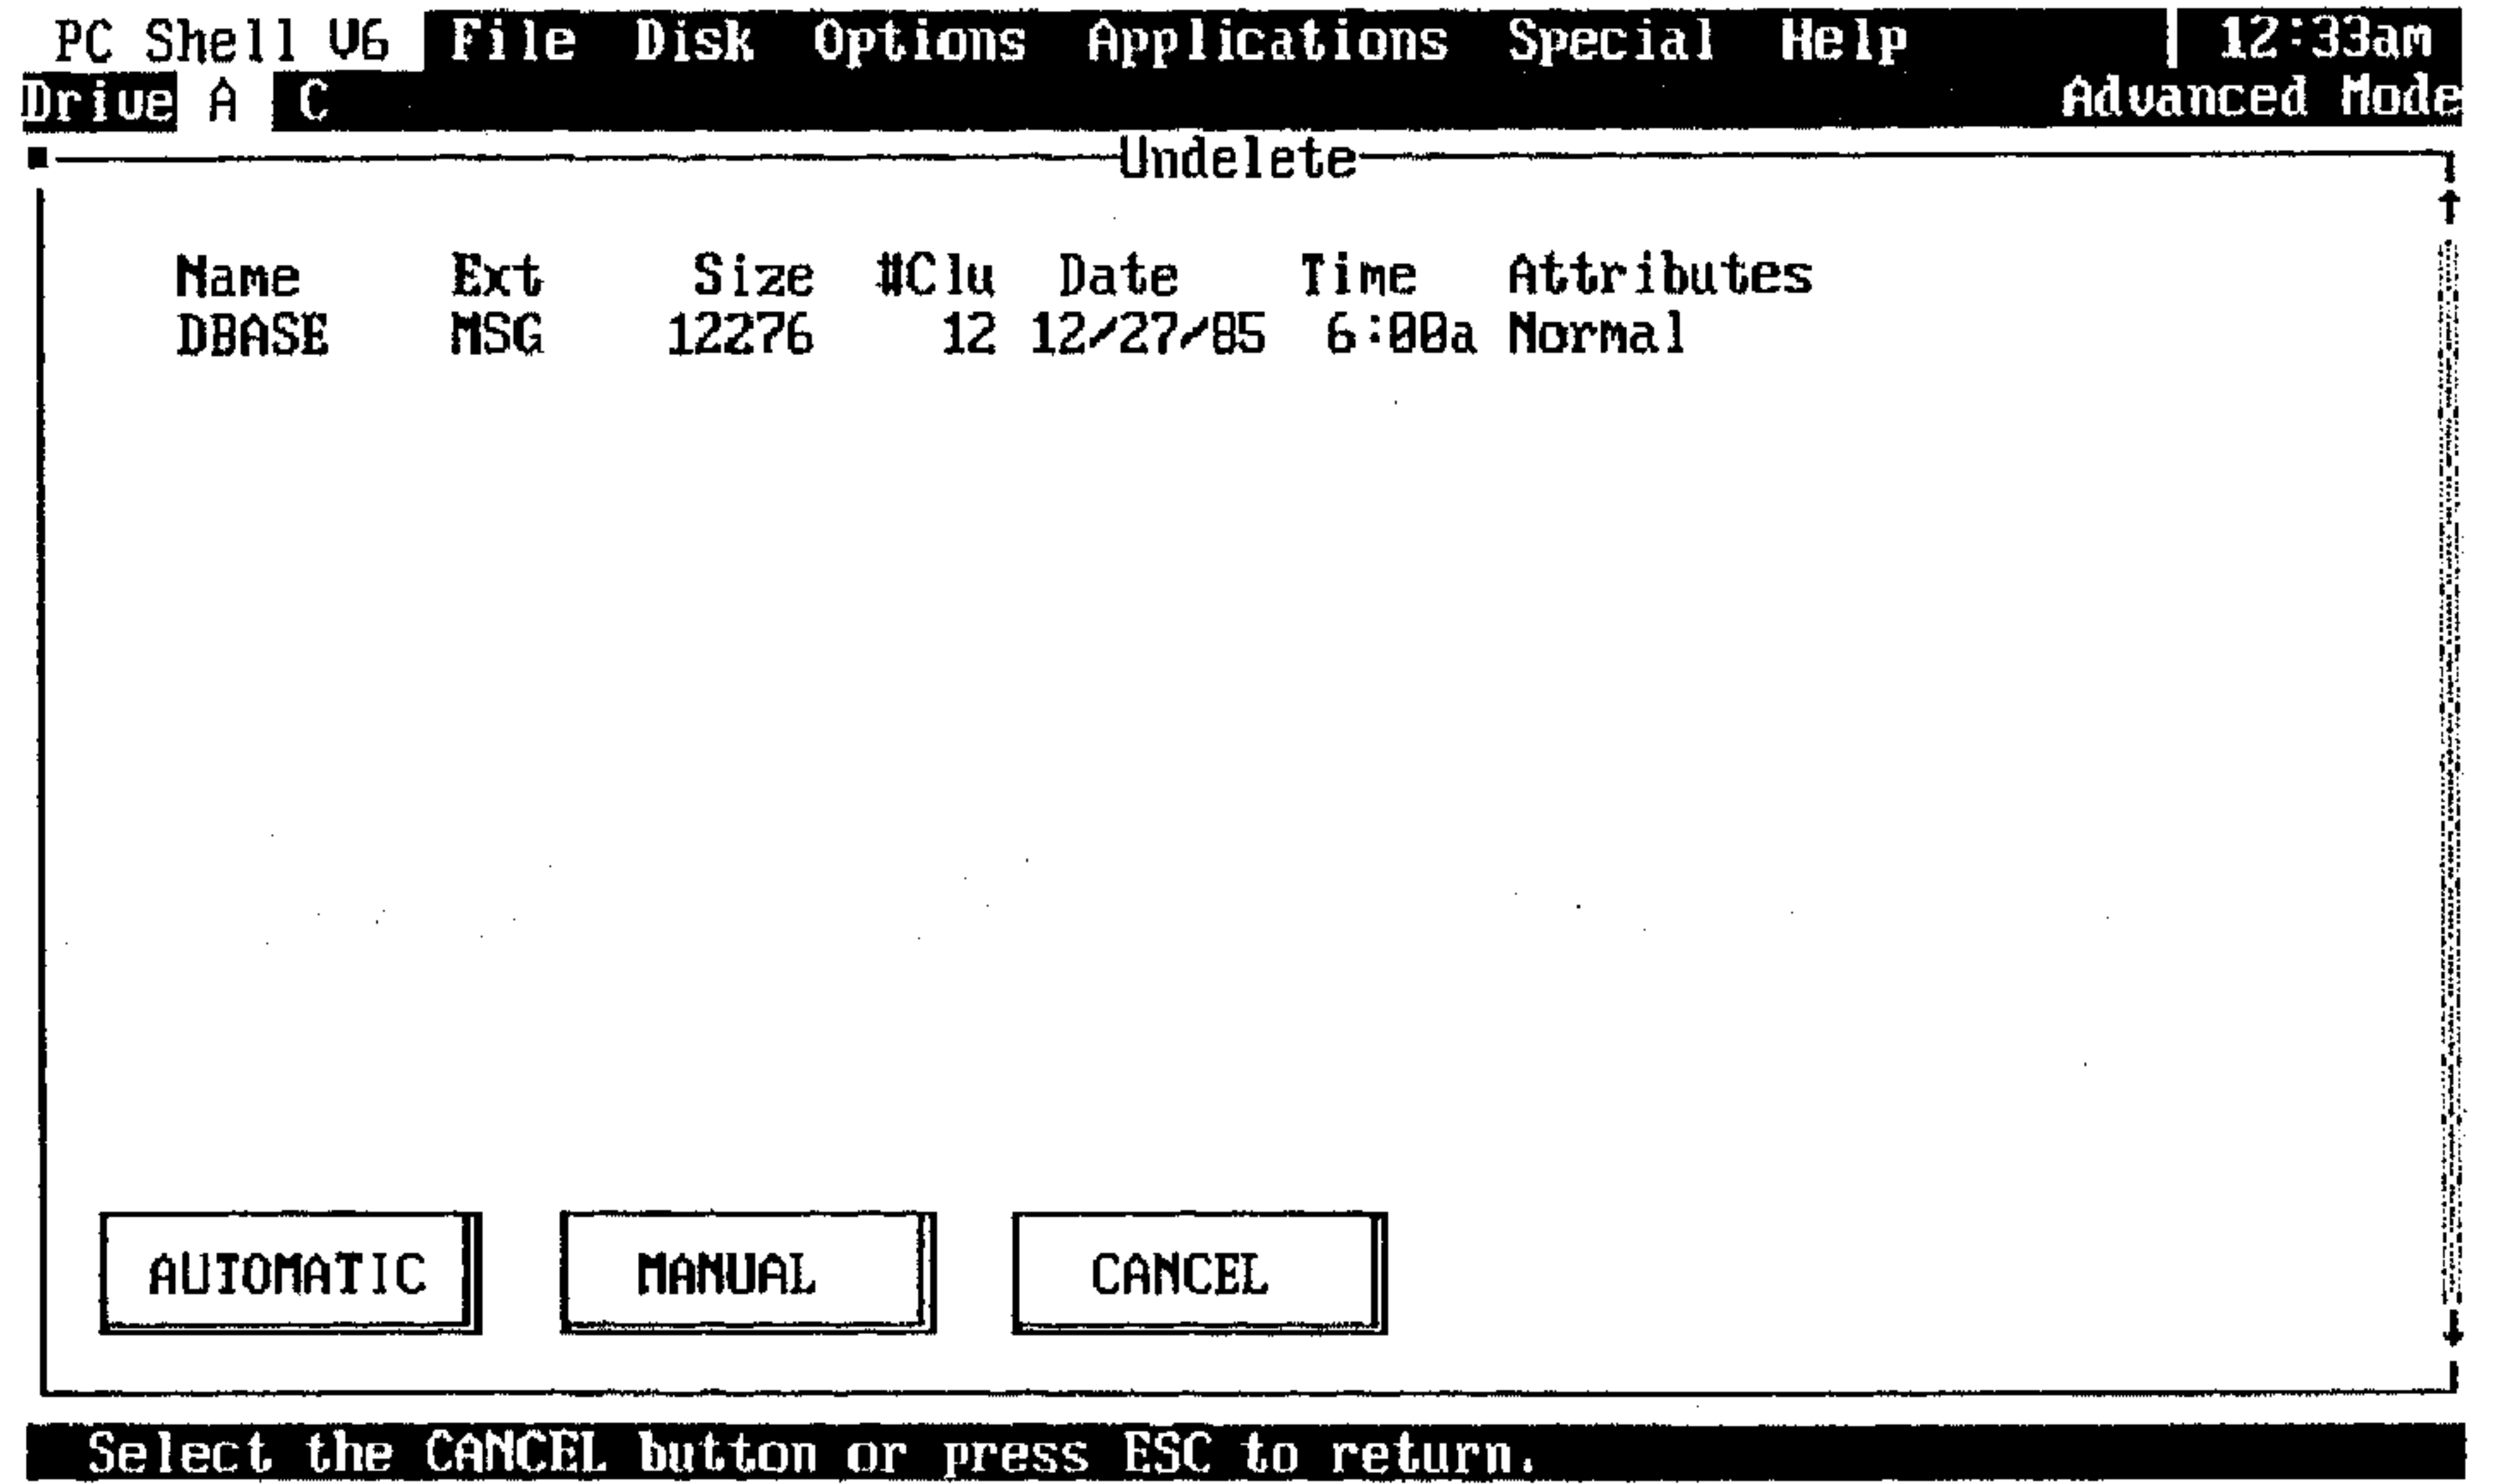 PC Shell V6 File Disk Options Applications Special Help 12:33am
Drive A C Advanced Mode
Undelete
Name Ext Size #Clu Date Time Attributes
DBASE MSG 12276 12 12/27/85 6:00a Normal
AUTOMATIC MANUAL CANCEL
Select the CANCEL button or press ESC to return.